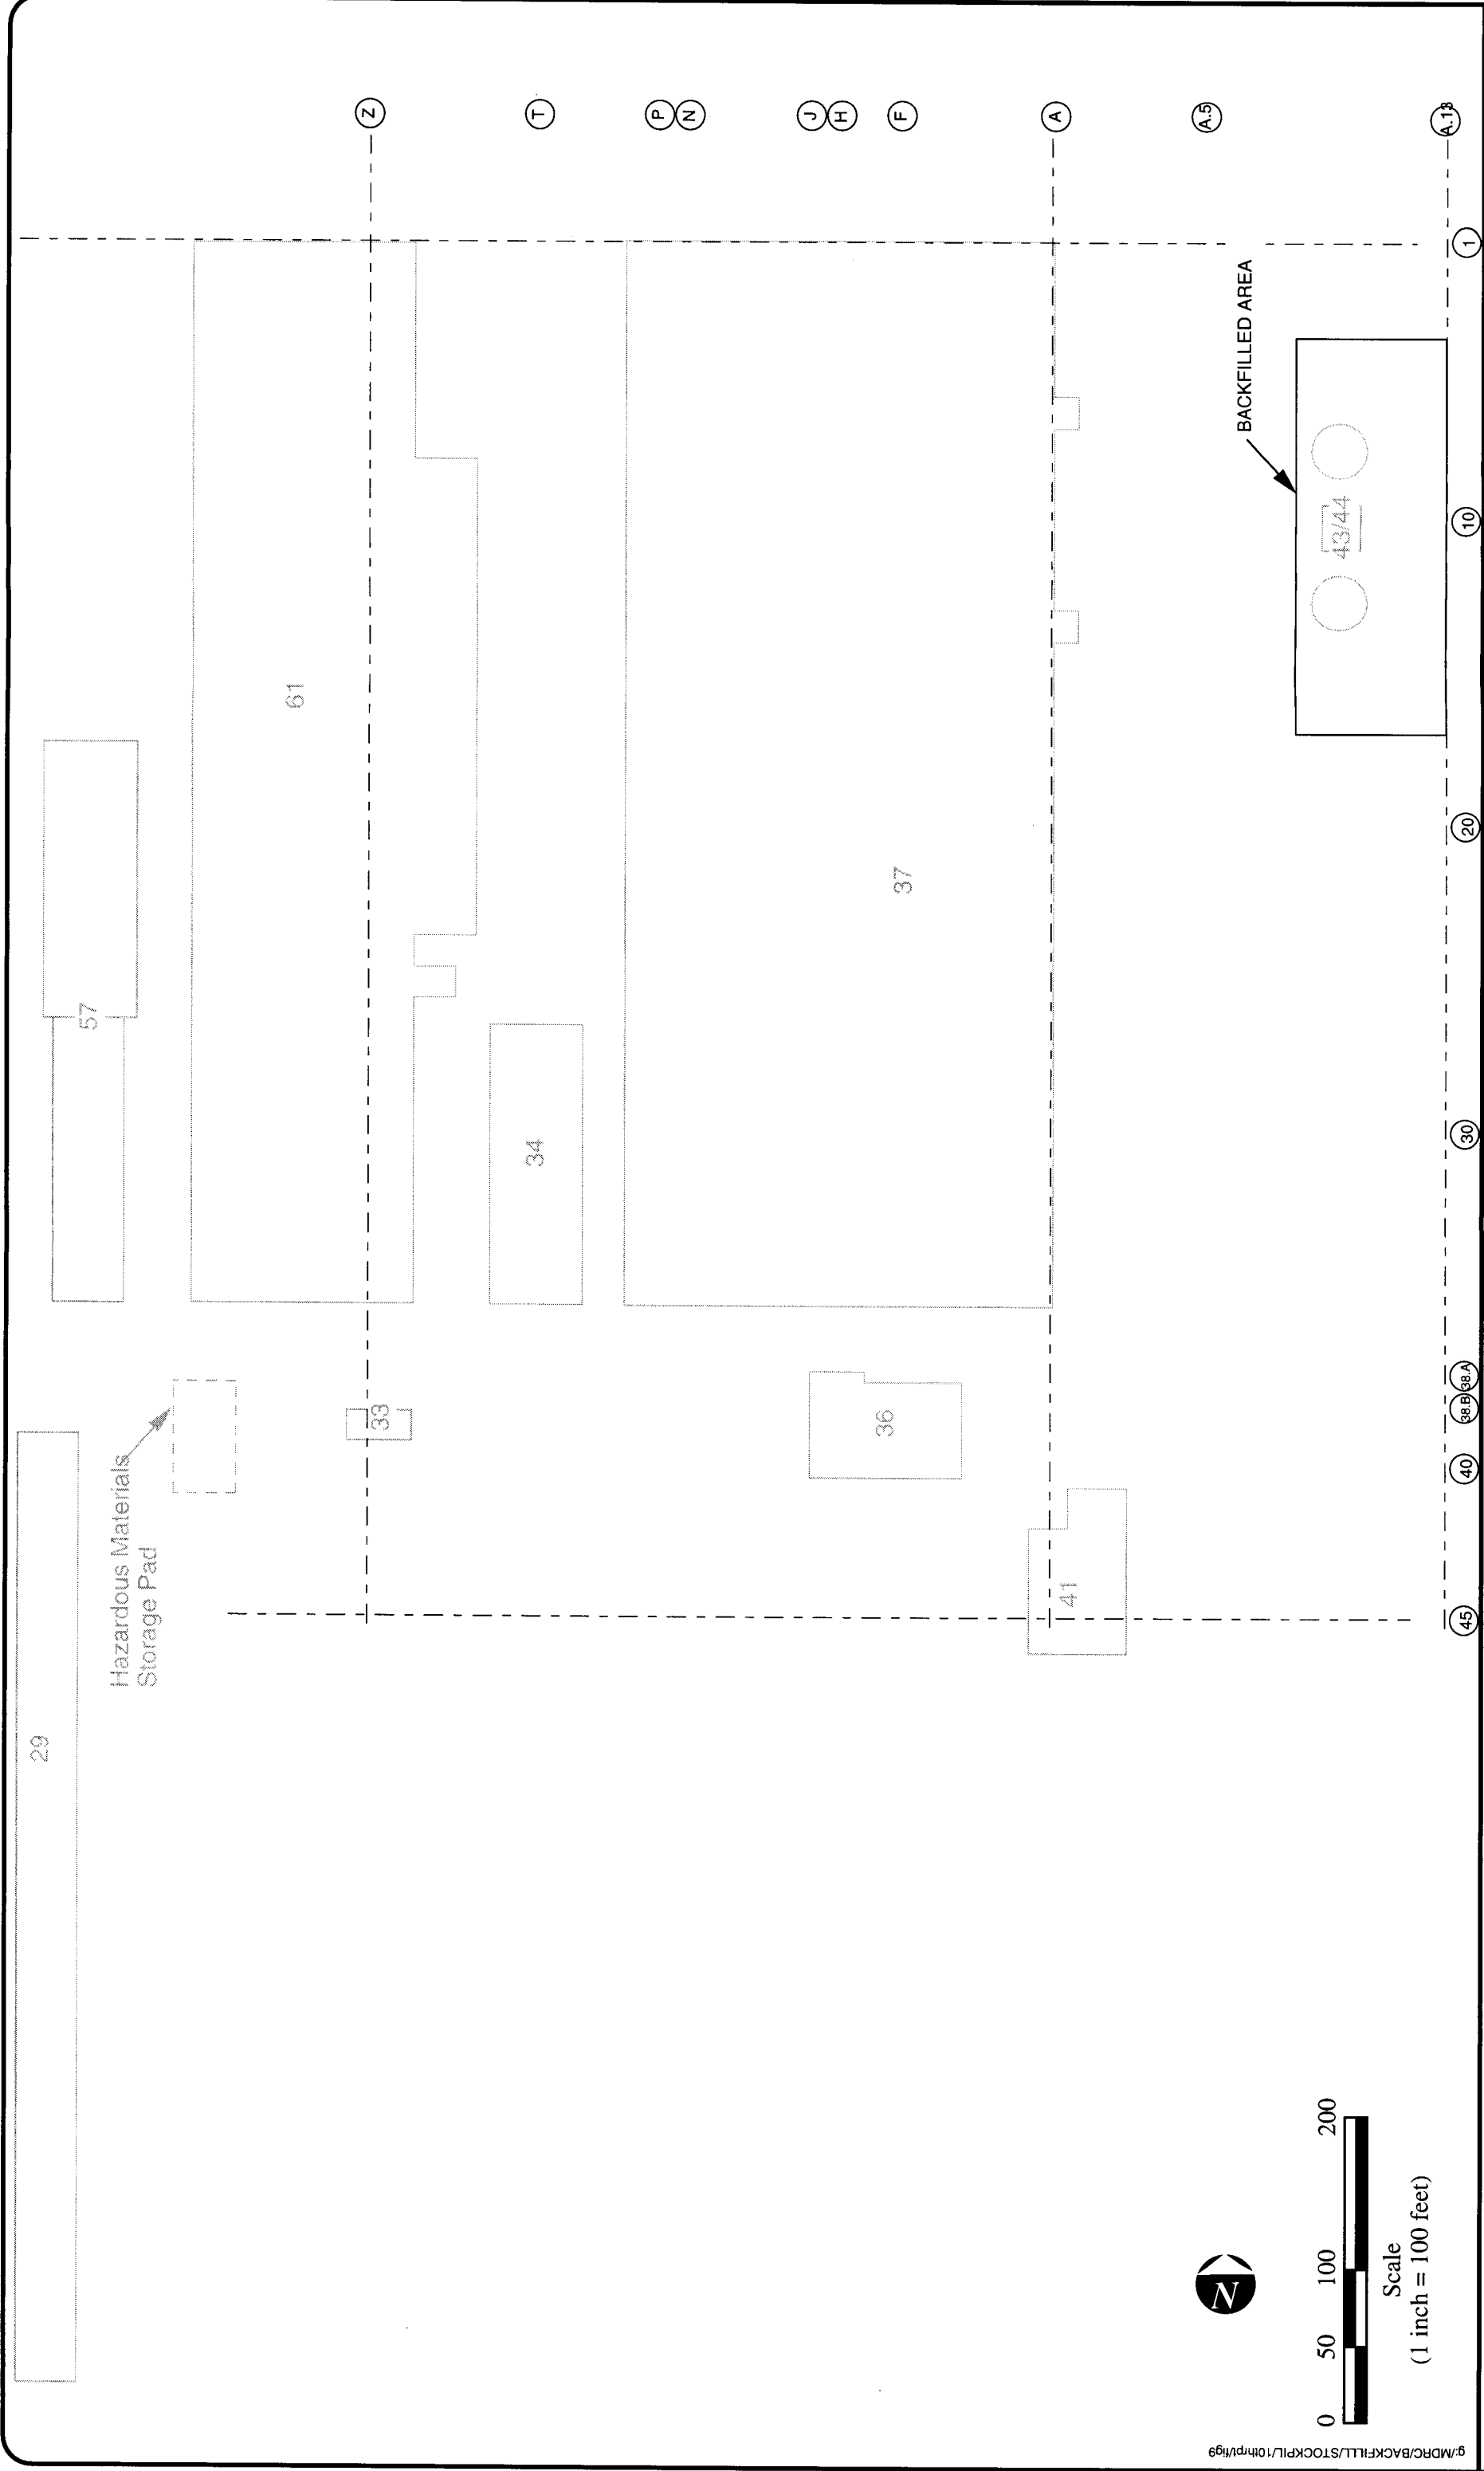 29
57
Hazardous Materials
Storage Pad
61
33
34
37
36
41
BACKFILLED AREA
43/44
Z
T
P
N
J
H
F
A
A.5
A.13
45
40
38.B
38.A
30
20
10
1
N
0 50 100 200
Scale
(1 inch = 100 feet)
g:/MDRC/BACKFILLL/STOCKPIL/10thrpt/fig9